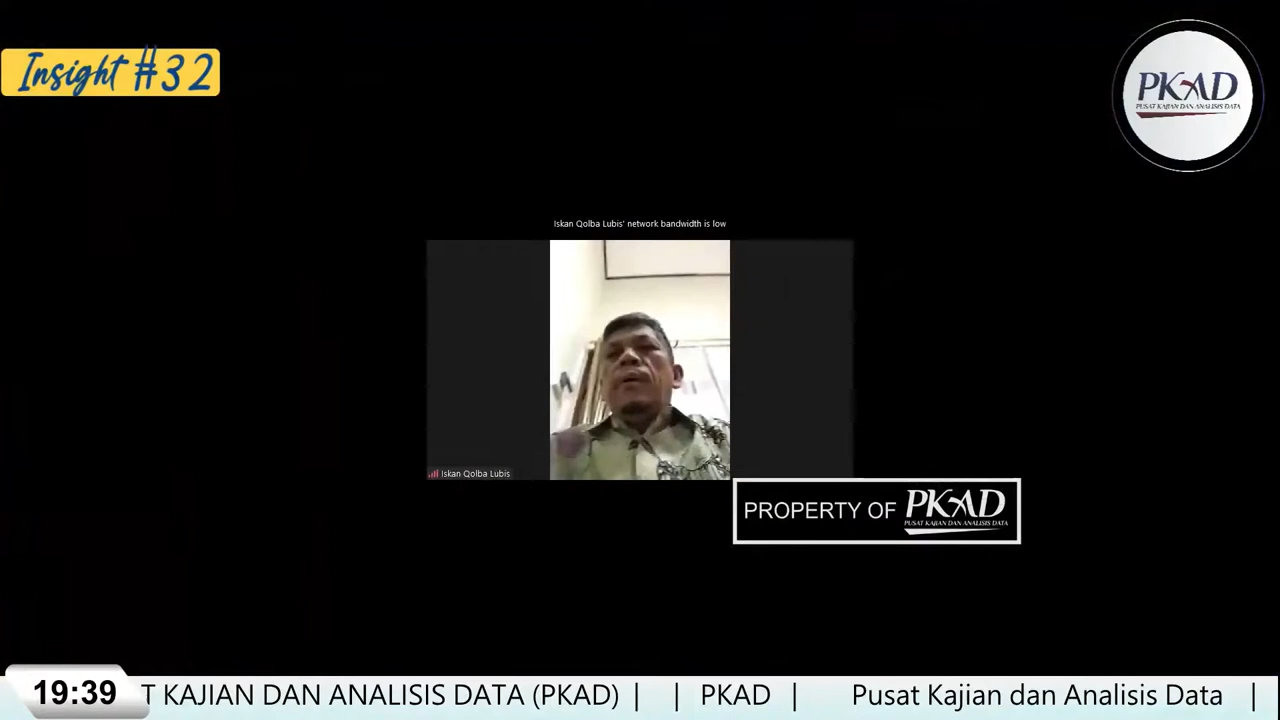 Insight #32
PKAD
PUSAT KAJIAN DAN ANALISIS DATA
Iskan Qolba Lubis' network bandwidth is low
Iskan Qolba Lubis
PROPERTY OF PKAD
PUSAT KAJIAN DAN ANALISIS DATA
19:39
T KAJIAN DAN ANALISIS DATA (PKAD) | | PKAD | Pusat Kajian dan Analisis Data |